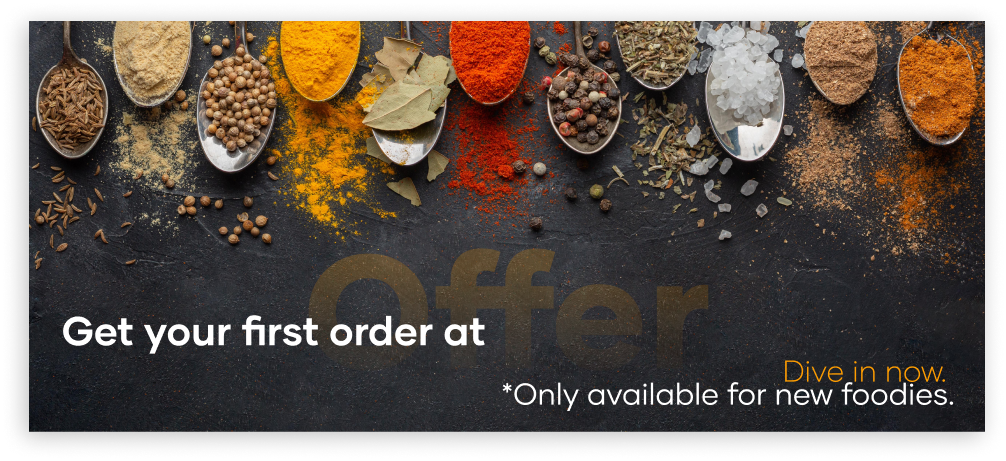 Offer
Get your first order at
Dive in now.
*Only available for new foodies.